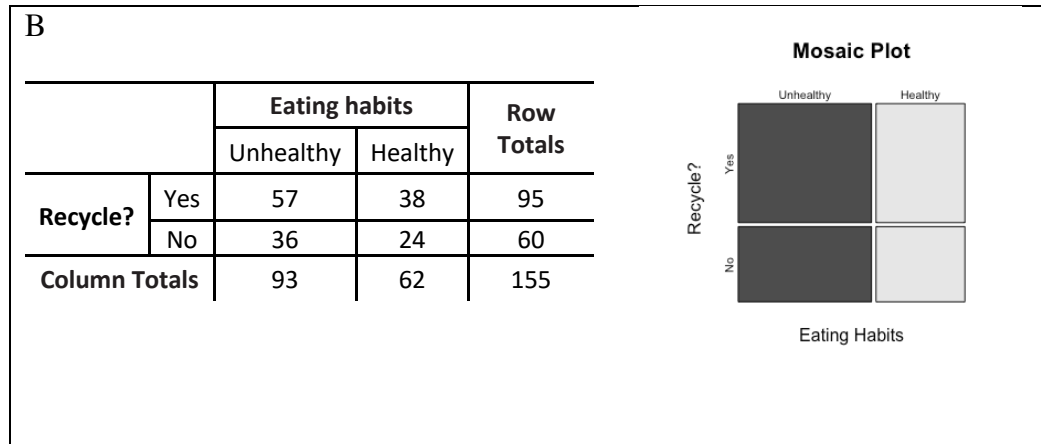 B
Eating habits Row Totals
Unhealthy Healthy
Recycle? Yes 57 38 95
No 36 24 60
Column Totals 93 62 155
Mosaic Plot
Unhealthy Healthy
Recycle?
Yes
No
Eating Habits